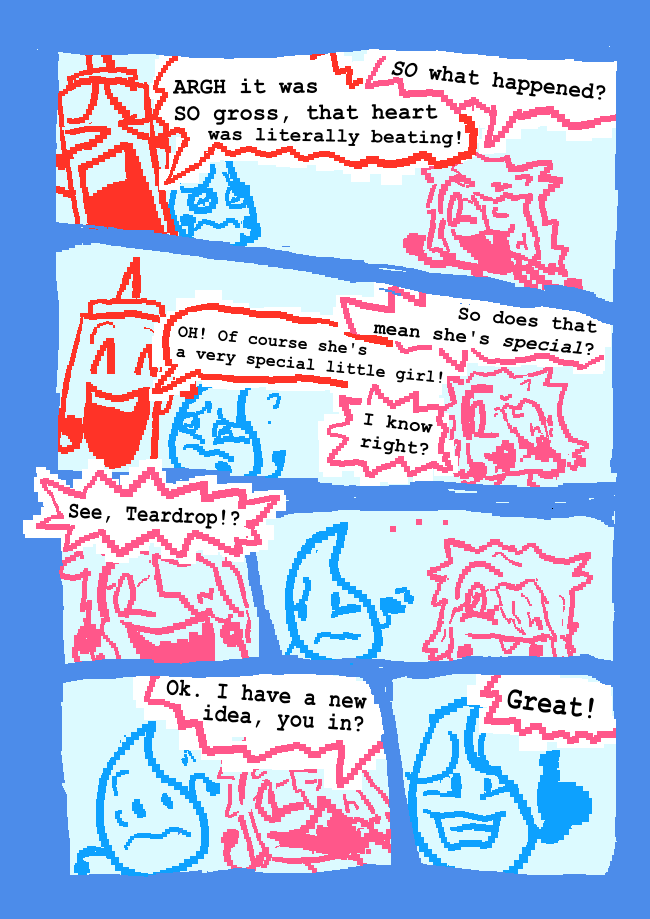 SO what happened?
ARGH it was
SO gross, that heart
was literally beating!
So does that
mean she's special?
OH! Of course she's
a very special little girl!
I know
right?
?
See, Teardrop!?
...
Ok. I have a new
idea, you in?
Great!